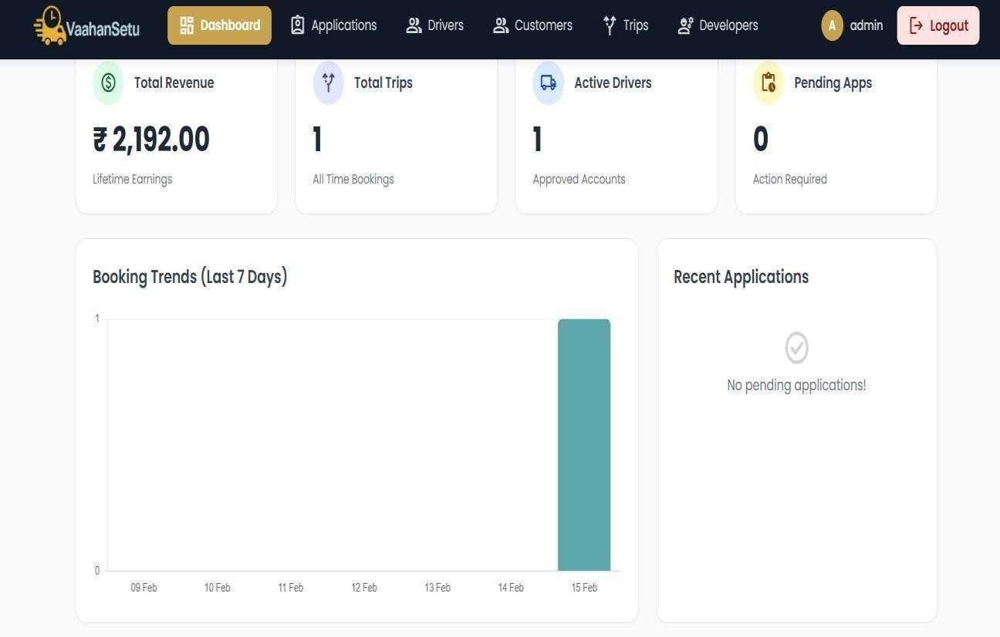 VaahanSetu
Dashboard
Applications
Drivers
Customers
Trips
Developers
A
admin
Logout
Total Revenue
₹ 2,192.00
Lifetime Earnings
Total Trips
1
All Time Bookings
Active Drivers
1
Approved Accounts
Pending Apps
0
Action Required
Booking Trends (Last 7 Days)
1
0
09 Feb
10 Feb
11 Feb
12 Feb
13 Feb
14 Feb
15 Feb
Recent Applications
No pending applications!